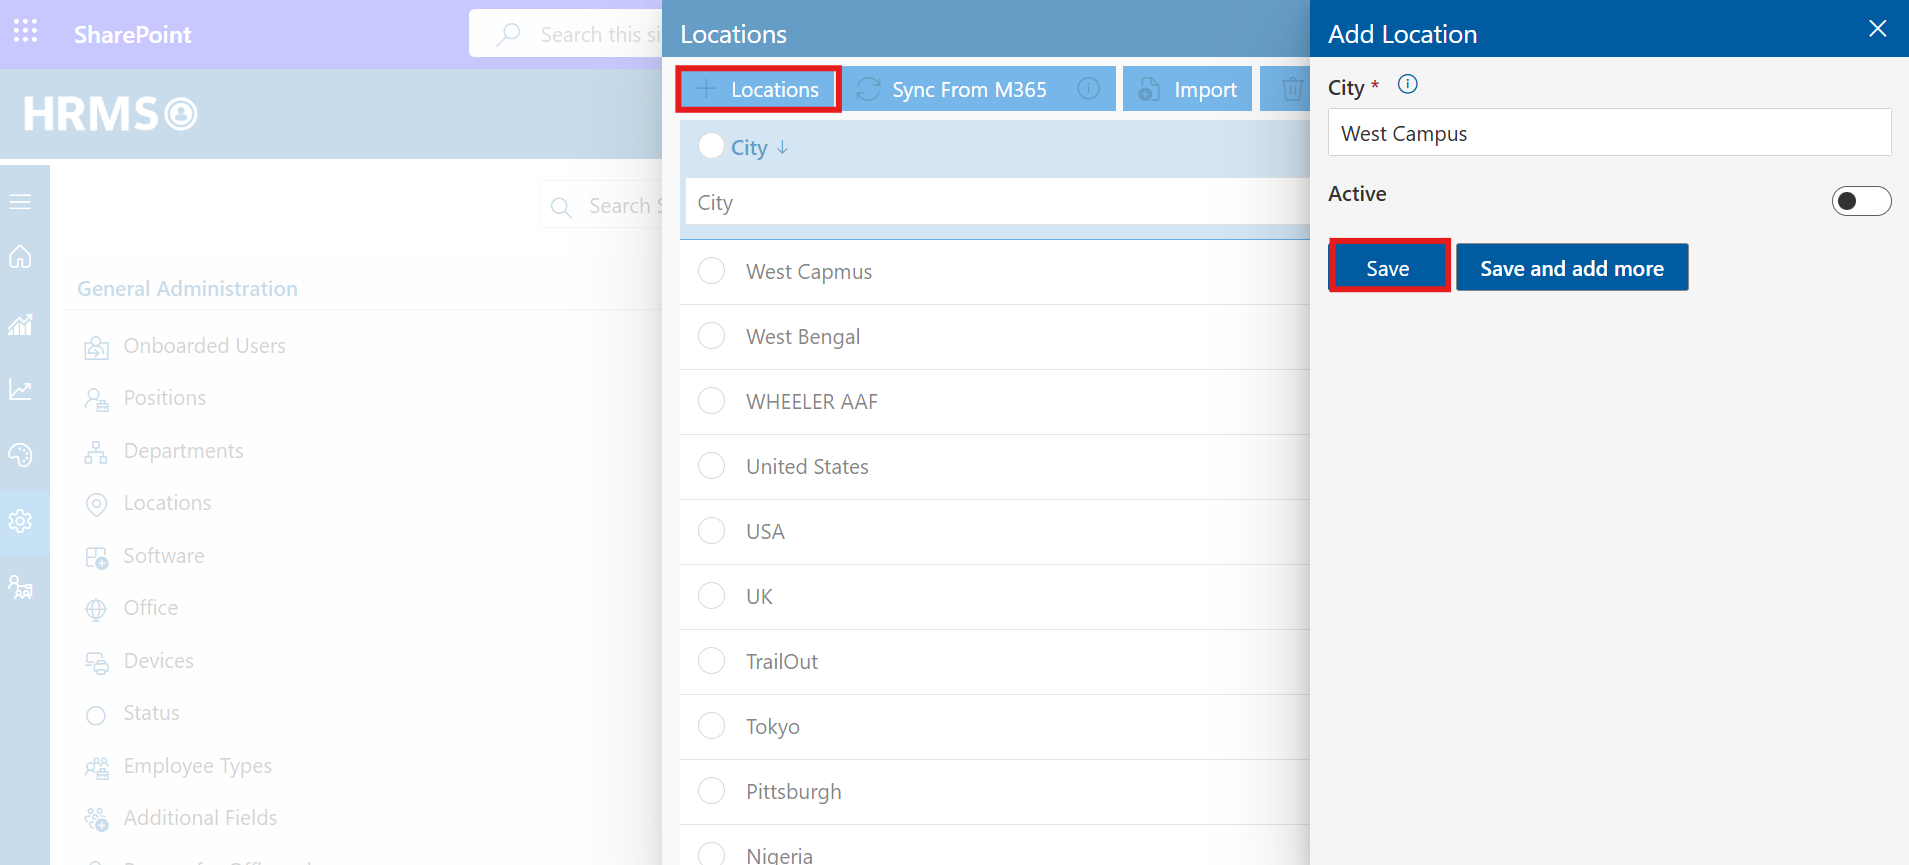 SharePoint
Search this si
HRMS
Search S
General Administration
Onboarded Users
Positions
Departments
Locations
Software
Office
Devices
Status
Employee Types
Additional Fields
Locations
Locations
Sync From M365
Import
City
City
West Capmus
West Bengal
WHEELER AAF
United States
USA
UK
TrailOut
Tokyo
Pittsburgh
Nigeria
Add Location
City *
West Campus
Active
Save
Save and add more